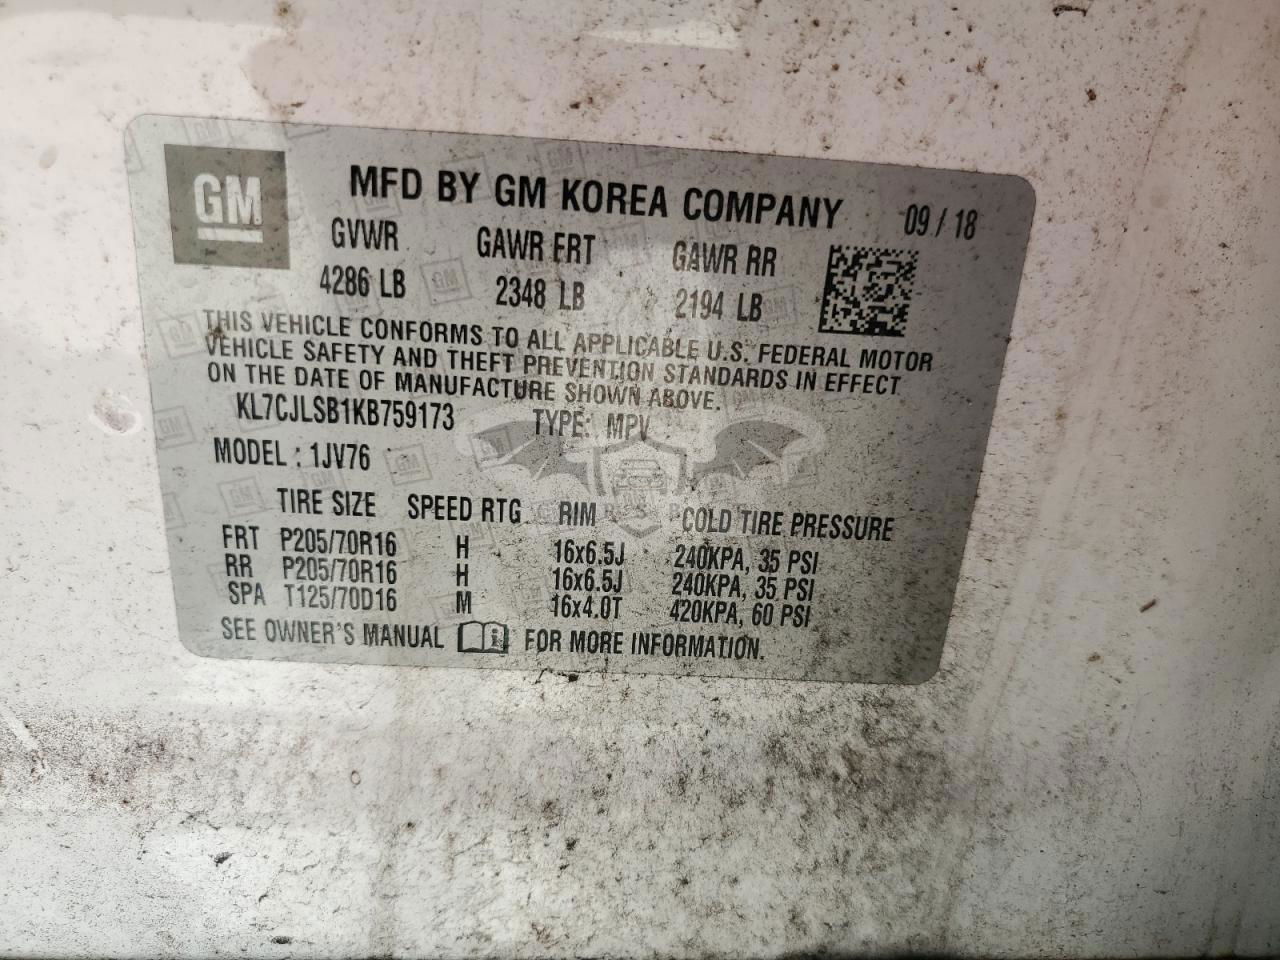 GM
MFD BY GM KOREA COMPANY 09 / 18
GVWR GAWR FRT GAWR RR
4286 LB 2348 LB 2194 LB
THIS VEHICLE CONFORMS TO ALL APPLICABLE U.S. FEDERAL MOTOR
VEHICLE SAFETY AND THEFT PREVENTION STANDARDS IN EFFECT
ON THE DATE OF MANUFACTURE SHOWN ABOVE.
KL7CJLSB1KB759173 TYPE: MPV
MODEL : 1JV76
TIRE SIZE SPEED RTG RIM COLD TIRE PRESSURE
FRT P205/70R16 H 16x6.5J 240KPA, 35 PSI
RR P205/70R16 H 16x6.5J 240KPA, 35 PSI
SPA T125/70D16 M 16x4.0T 420KPA, 60 PSI
SEE OWNER'S MANUAL FOR MORE INFORMATION.